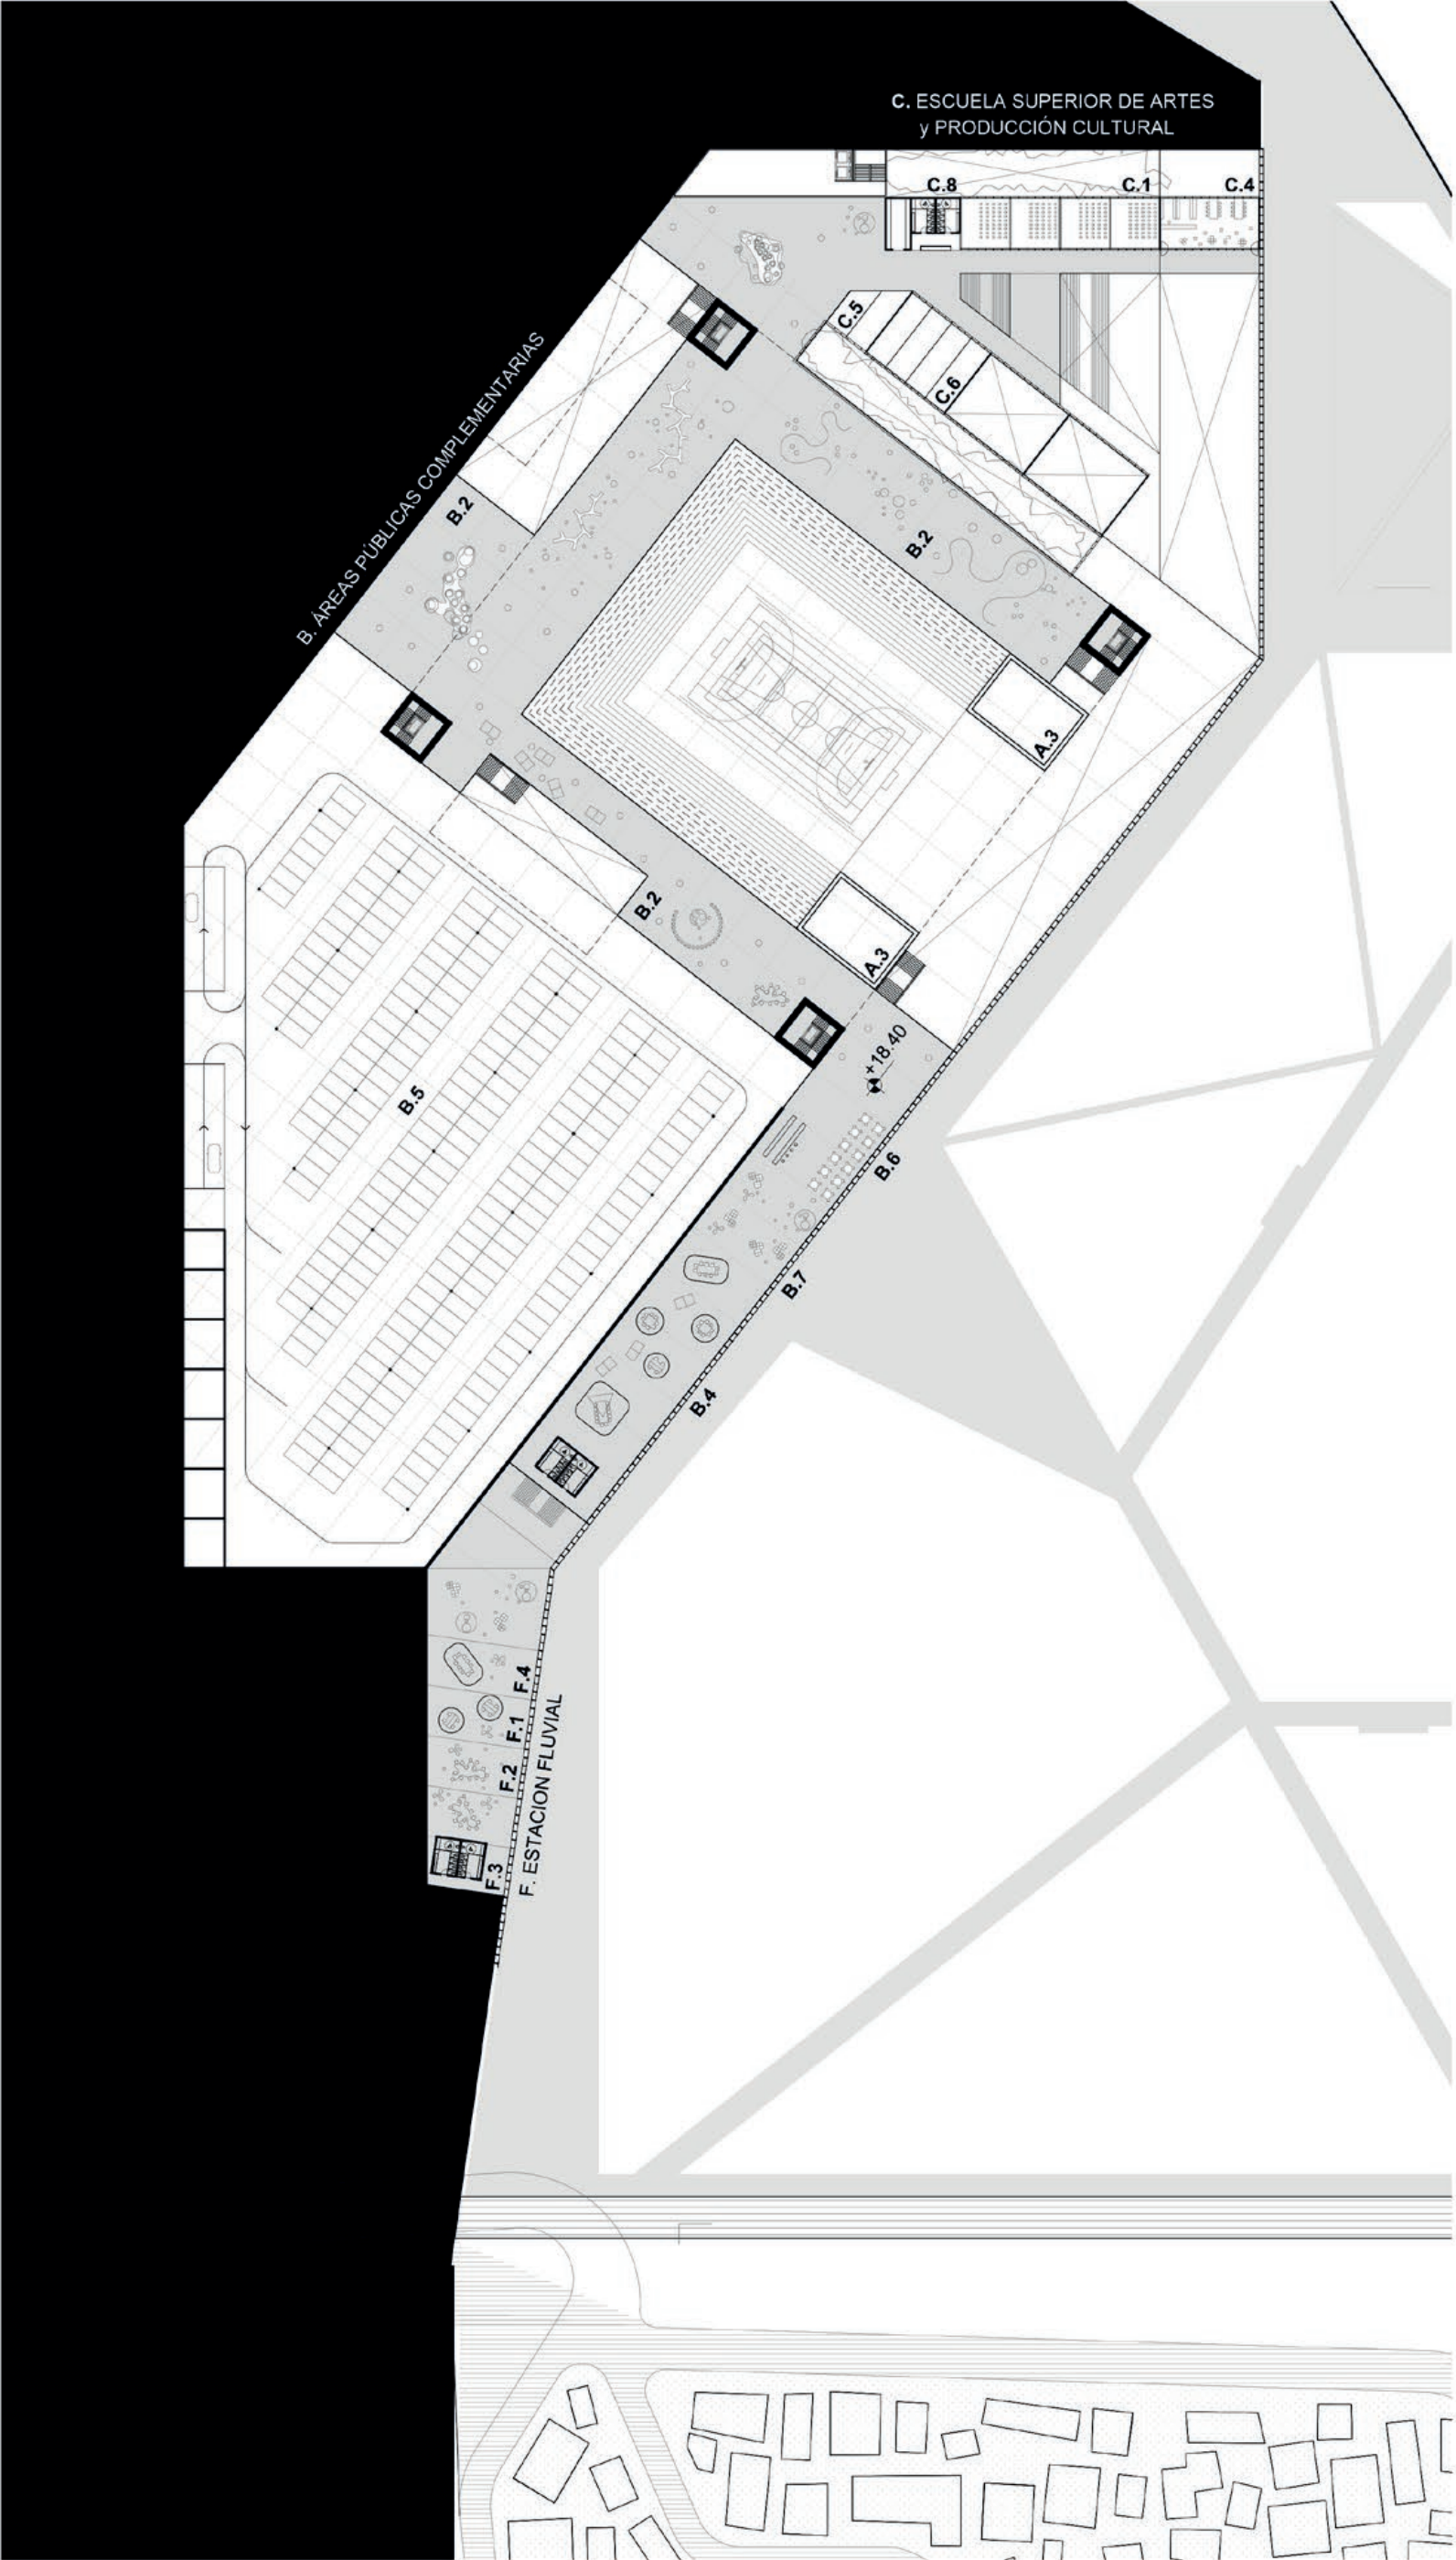 C. ESCUELA SUPERIOR DE ARTES
y PRODUCCIÓN CULTURAL
C.8
C.1
C.4
C.5
C.6
B. ÁREAS PÚBLICAS COMPLEMENTARIAS
B.2
B.2
A.3
B.2
A.3
+18.40
B.5
B.6
B.7
B.4
F.4
F.1
F.2
F.3
F. ESTACION FLUVIAL